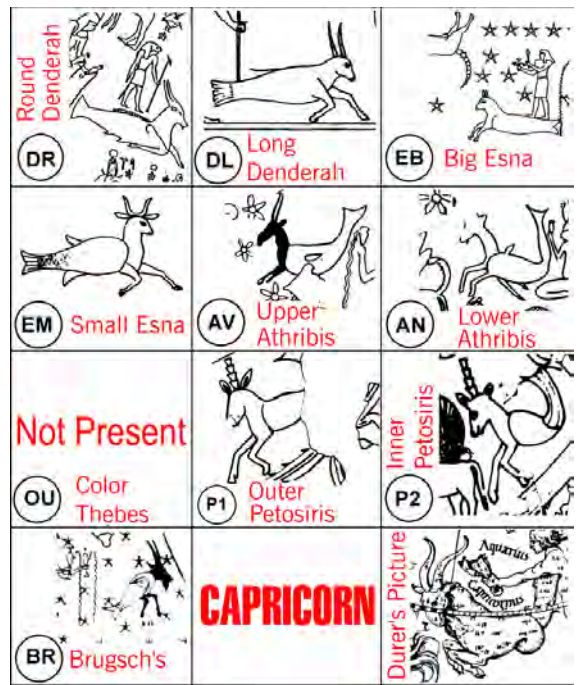 Round
Denderah
DR
DL
Long
Denderah
EB
Big Esna
EM
Small Esna
AV
Upper
Athribis
AN
Lower
Athribis
Not Present
OU
Color
Thebes
P1
Outer
Petosiris
Inner
Petosiris
P2
BR
Brugsch's
CAPRICORN
Durer's Picture
Aquarius
Capricornus